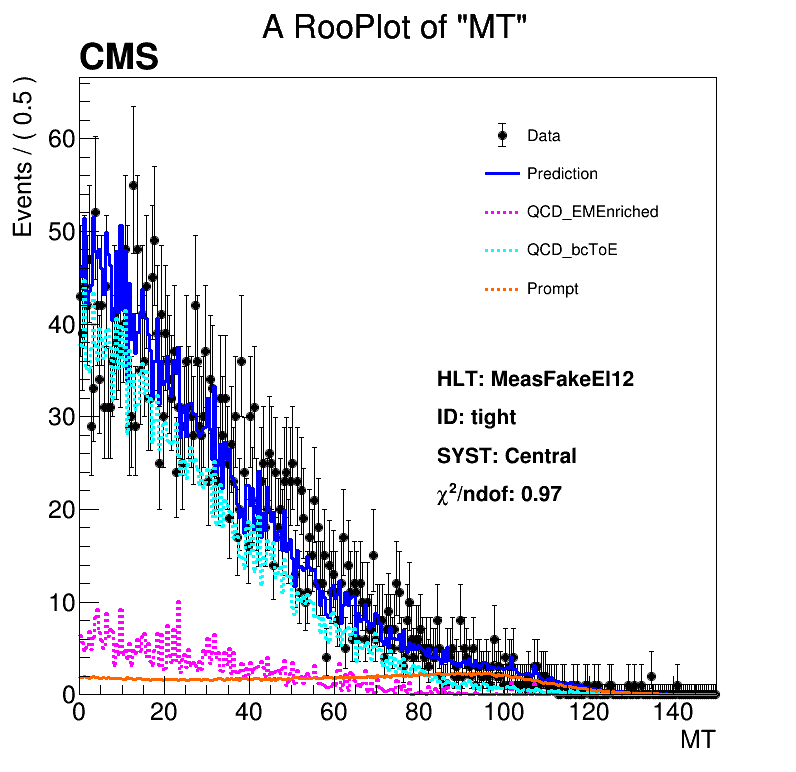 A RooPlot of "MT"
CMS
Events / ( 0.5 )
60
50
40
30
20
10
0
Data
Prediction
QCD_EMEnriched
QCD_bcToE
Prompt
HLT: MeasFakeEl12
ID: tight
SYST: Central
χ²/ndof: 0.97
0 20 40 60 80 100 120 140
MT